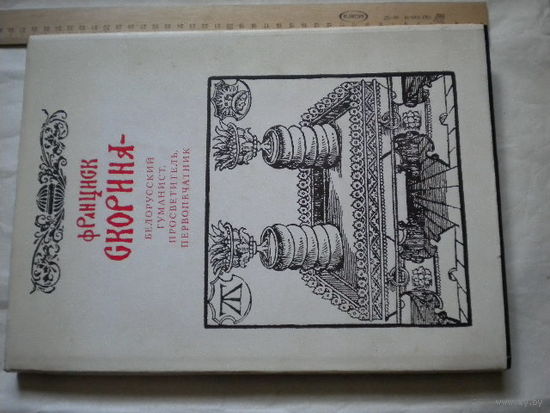 ФРАНЦИСК
СКОРИНА-
БЕЛОРУССКИЙ
ГУМАНИСТ,
ПРОСВЕТИТЕЛЬ,
ПЕРВОПЕЧАТНИК